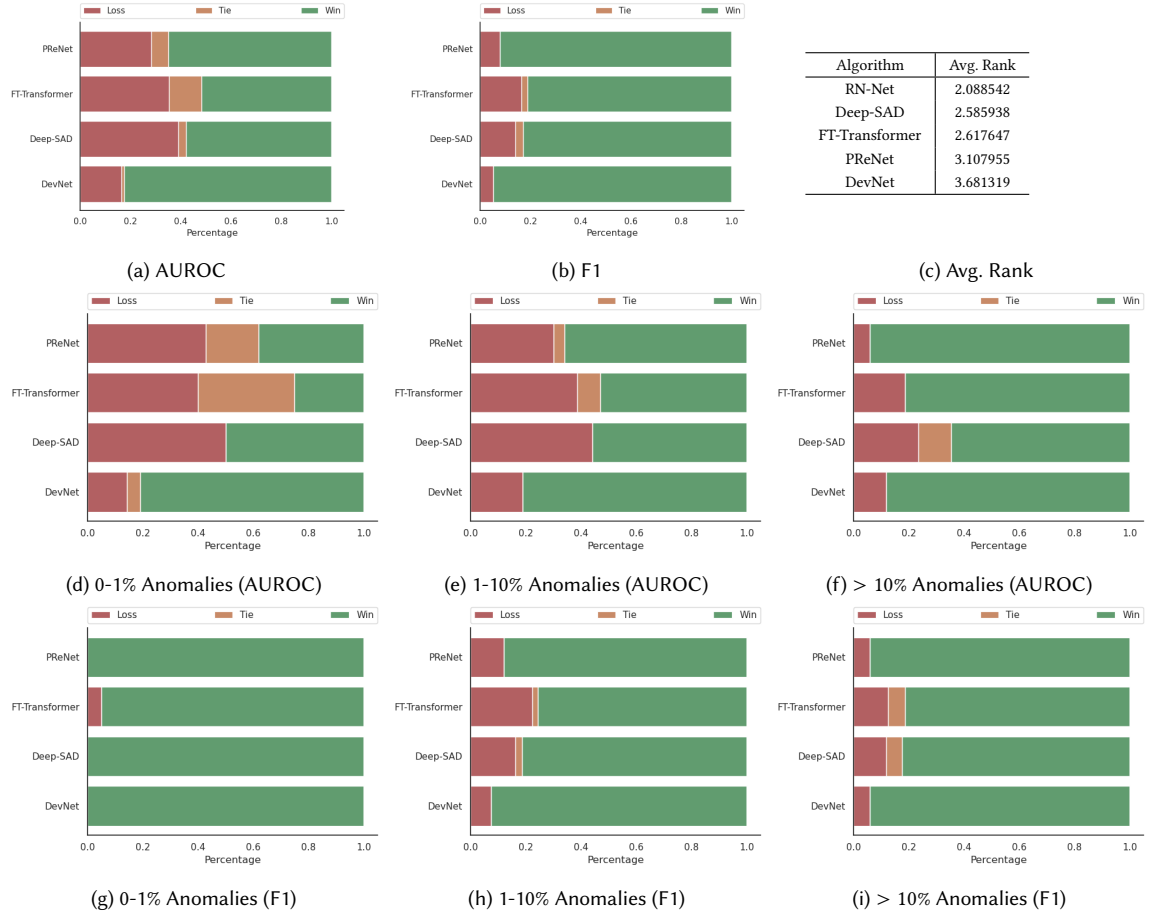 Loss Tie Win
PReNet
FT-Transformer
Deep-SAD
DevNet
0.0 0.2 0.4 0.6 0.8 1.0
Percentage
(a) AUROC
Loss Tie Win
PReNet
FT-Transformer
Deep-SAD
DevNet
0.0 0.2 0.4 0.6 0.8 1.0
Percentage
(b) F1
Algorithm Avg. Rank
RN-Net 2.088542
Deep-SAD 2.585938
FT-Transformer 2.617647
PReNet 3.107955
DevNet 3.681319
(c) Avg. Rank
Loss Tie Win
PReNet
FT-Transformer
Deep-SAD
DevNet
0.0 0.2 0.4 0.6 0.8 1.0
Percentage
(d) 0-1% Anomalies (AUROC)
Loss Tie Win
PReNet
FT-Transformer
Deep-SAD
DevNet
0.0 0.2 0.4 0.6 0.8 1.0
Percentage
(e) 1-10% Anomalies (AUROC)
Loss Tie Win
PReNet
FT-Transformer
Deep-SAD
DevNet
0.0 0.2 0.4 0.6 0.8 1.0
Percentage
(f) > 10% Anomalies (AUROC)
Loss Tie Win
PReNet
FT-Transformer
Deep-SAD
DevNet
0.0 0.2 0.4 0.6 0.8 1.0
Percentage
(g) 0-1% Anomalies (F1)
Loss Tie Win
PReNet
FT-Transformer
Deep-SAD
DevNet
0.0 0.2 0.4 0.6 0.8 1.0
Percentage
(h) 1-10% Anomalies (F1)
Loss Tie Win
PReNet
FT-Transformer
Deep-SAD
DevNet
0.0 0.2 0.4 0.6 0.8 1.0
Percentage
(i) > 10% Anomalies (F1)